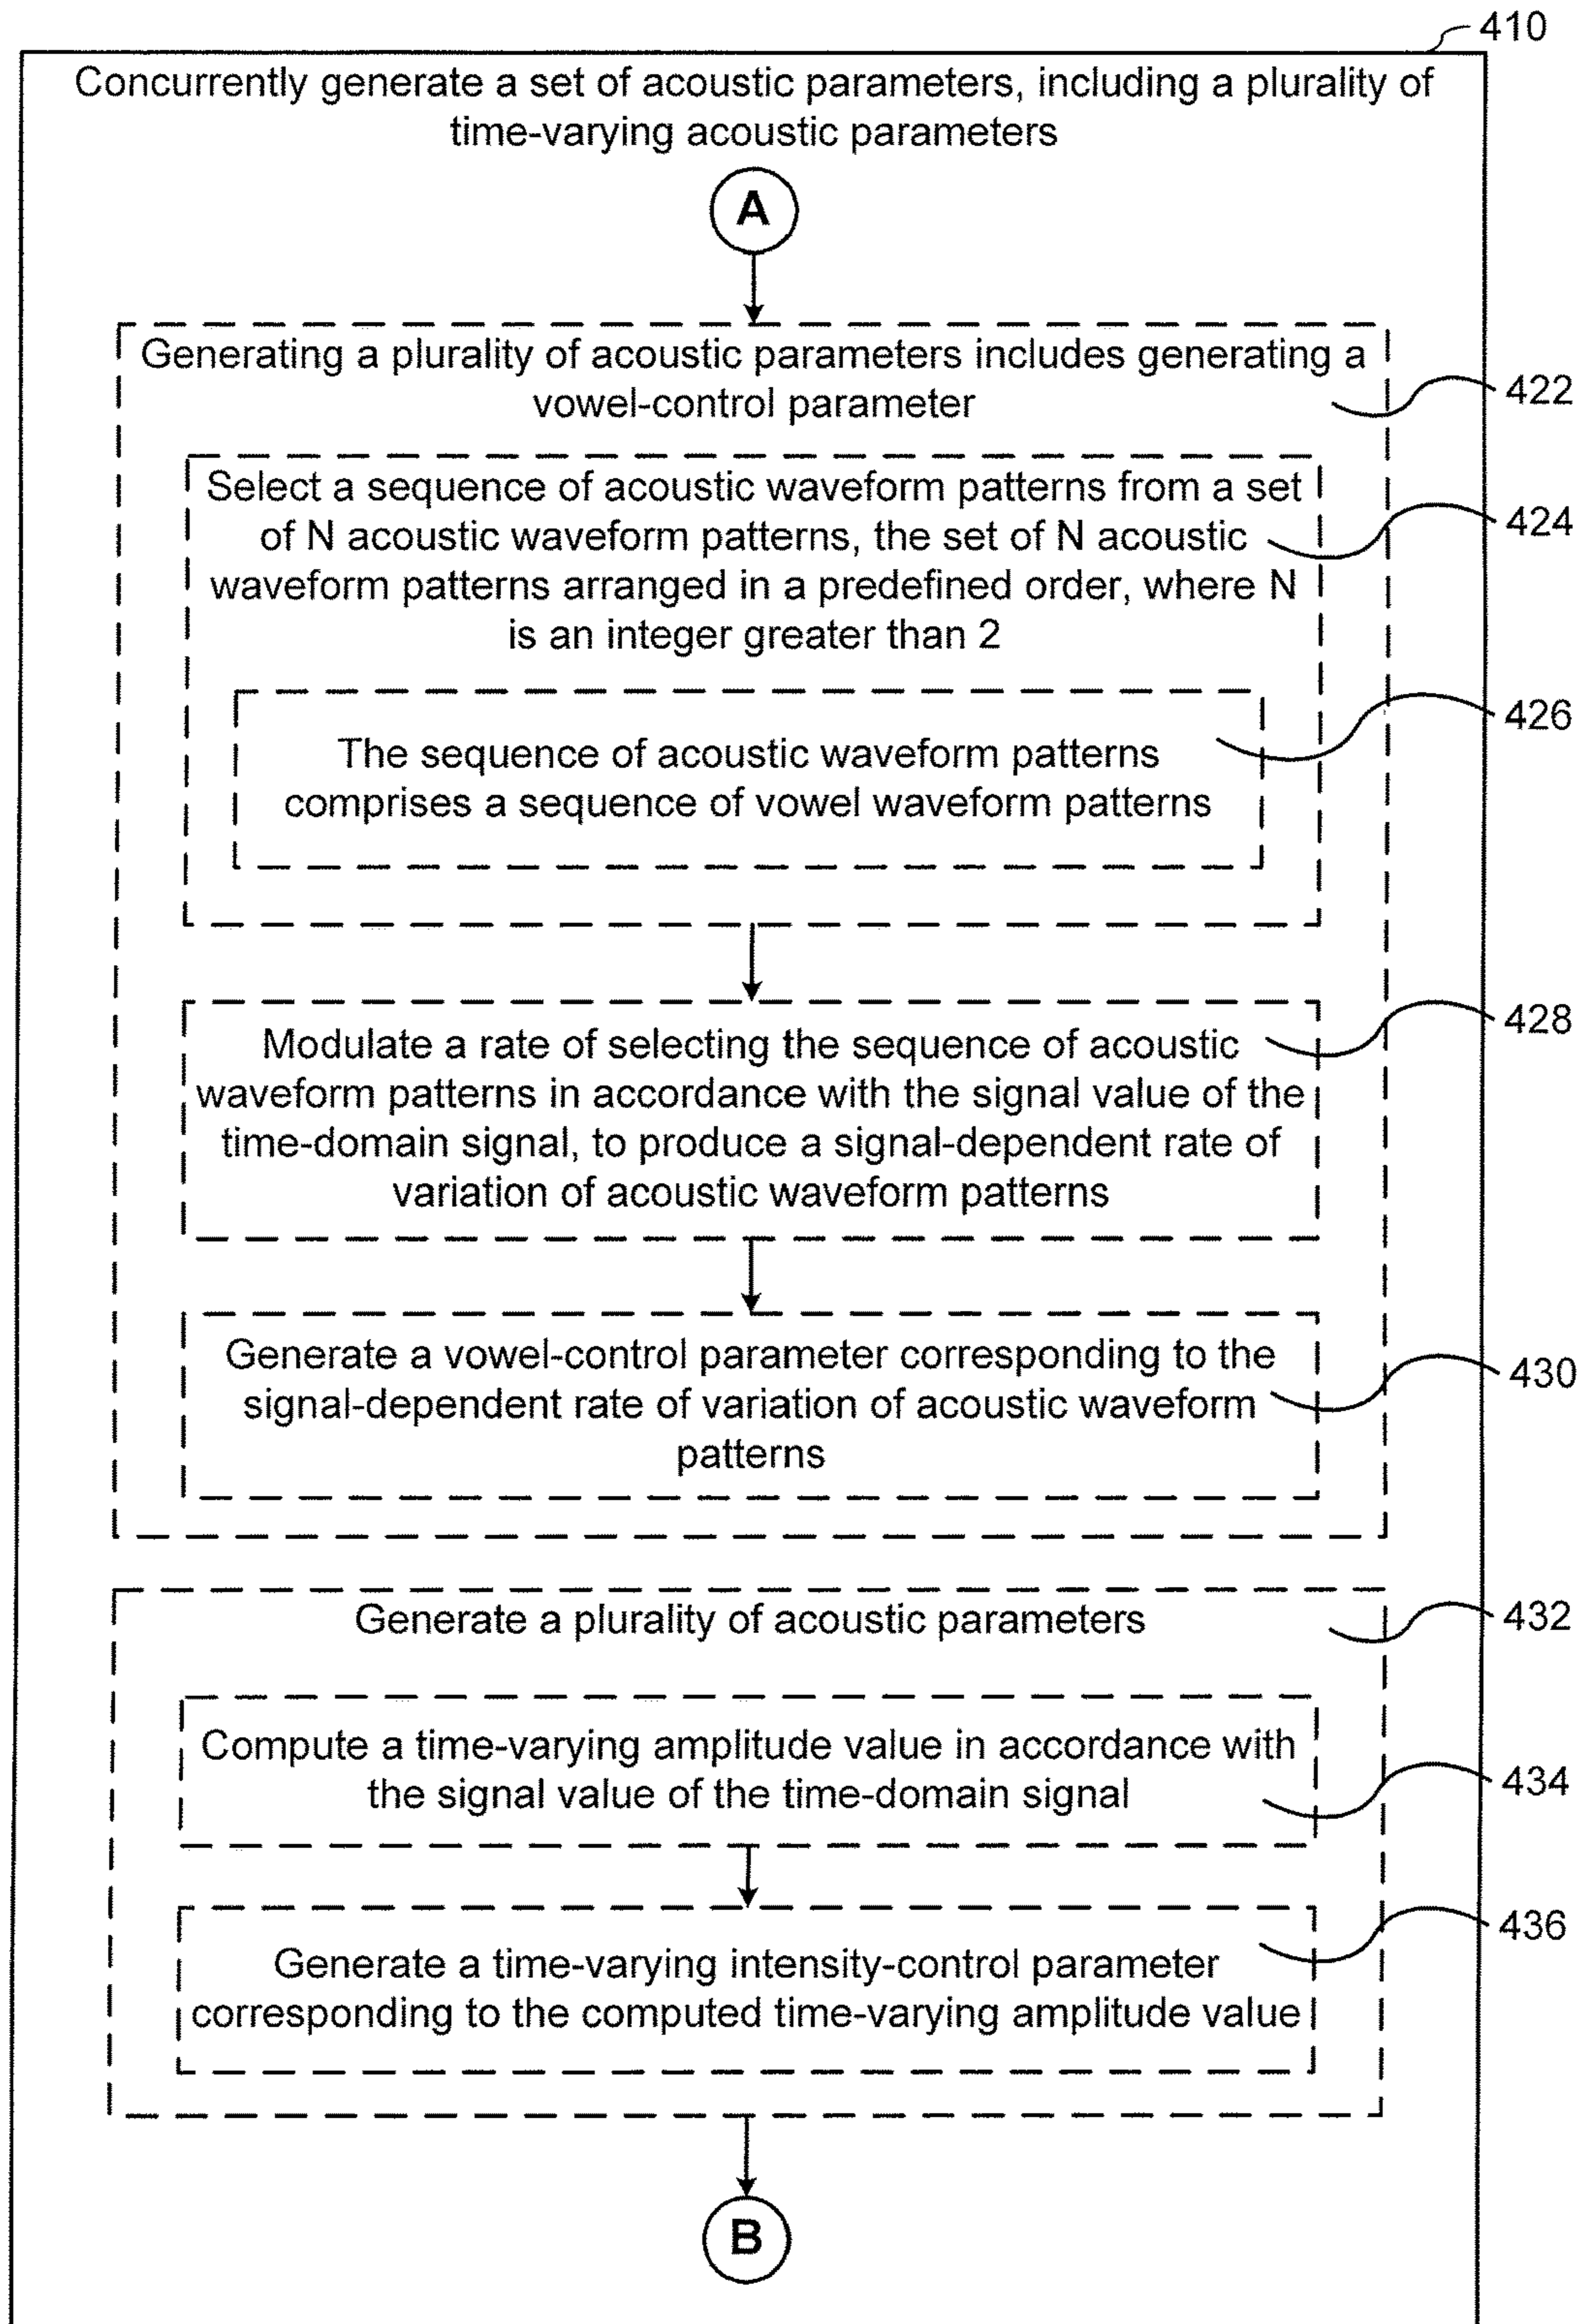 410
Concurrently generate a set of acoustic parameters, including a plurality of
time-varying acoustic parameters
A
Generating a plurality of acoustic parameters includes generating a
vowel-control parameter
422
Select a sequence of acoustic waveform patterns from a set
of N acoustic waveform patterns, the set of N acoustic
waveform patterns arranged in a predefined order, where N
is an integer greater than 2
424
The sequence of acoustic waveform patterns
comprises a sequence of vowel waveform patterns
426
Modulate a rate of selecting the sequence of acoustic
waveform patterns in accordance with the signal value of the
time-domain signal, to produce a signal-dependent rate of
variation of acoustic waveform patterns
428
Generate a vowel-control parameter corresponding to the
signal-dependent rate of variation of acoustic waveform
patterns
430
Generate a plurality of acoustic parameters
432
Compute a time-varying amplitude value in accordance with
the signal value of the time-domain signal
434
Generate a time-varying intensity-control parameter
corresponding to the computed time-varying amplitude value
436
B